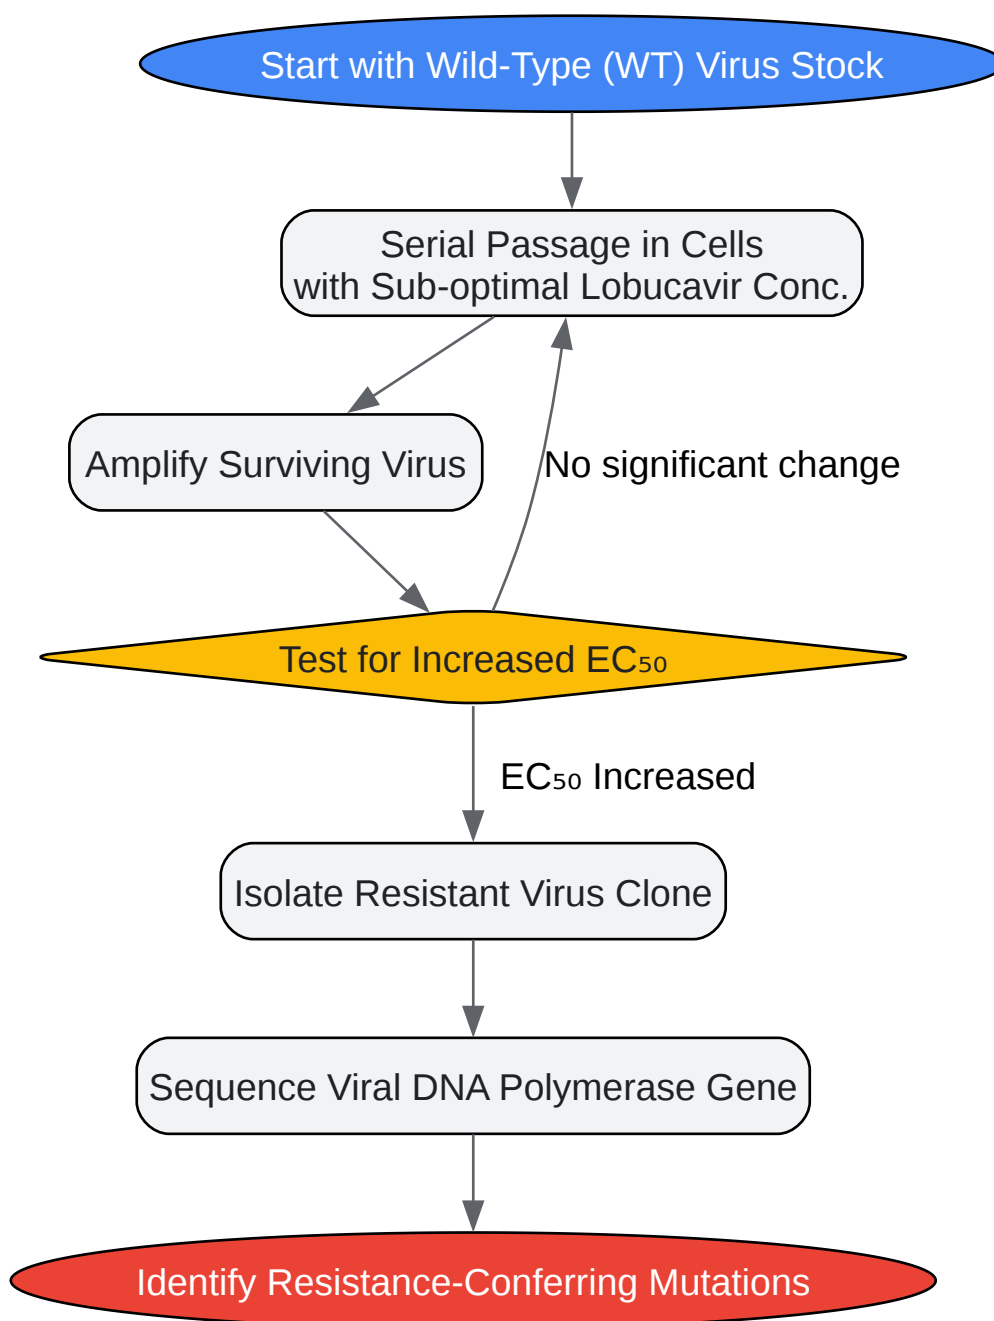 Start with Wild-Type (WT) Virus Stock
Serial Passage in Cells
with Sub-optimal Lobucavir Conc.
Amplify Surviving Virus
No significant change
Test for Increased EC₅₀
EC₅₀ Increased
Isolate Resistant Virus Clone
Sequence Viral DNA Polymerase Gene
Identify Resistance-Conferring Mutations